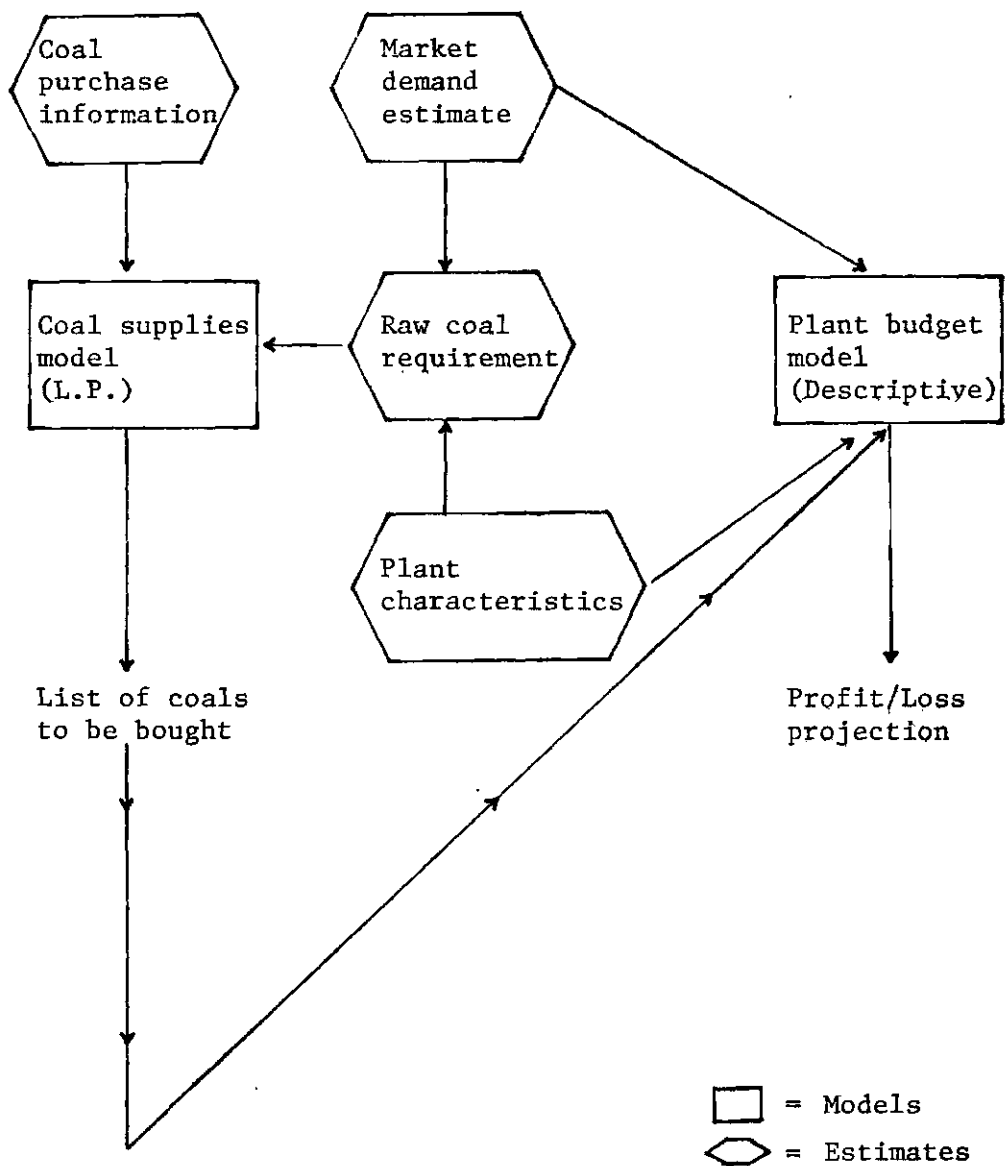 Coal
purchase
information
Market
demand
estimate
Coal supplies
model
(L.P.)
Raw coal
requirement
Plant budget
model
(Descriptive)
Plant
characteristics
List of coals
to be bought
Profit/Loss
projection
= Models
= Estimates